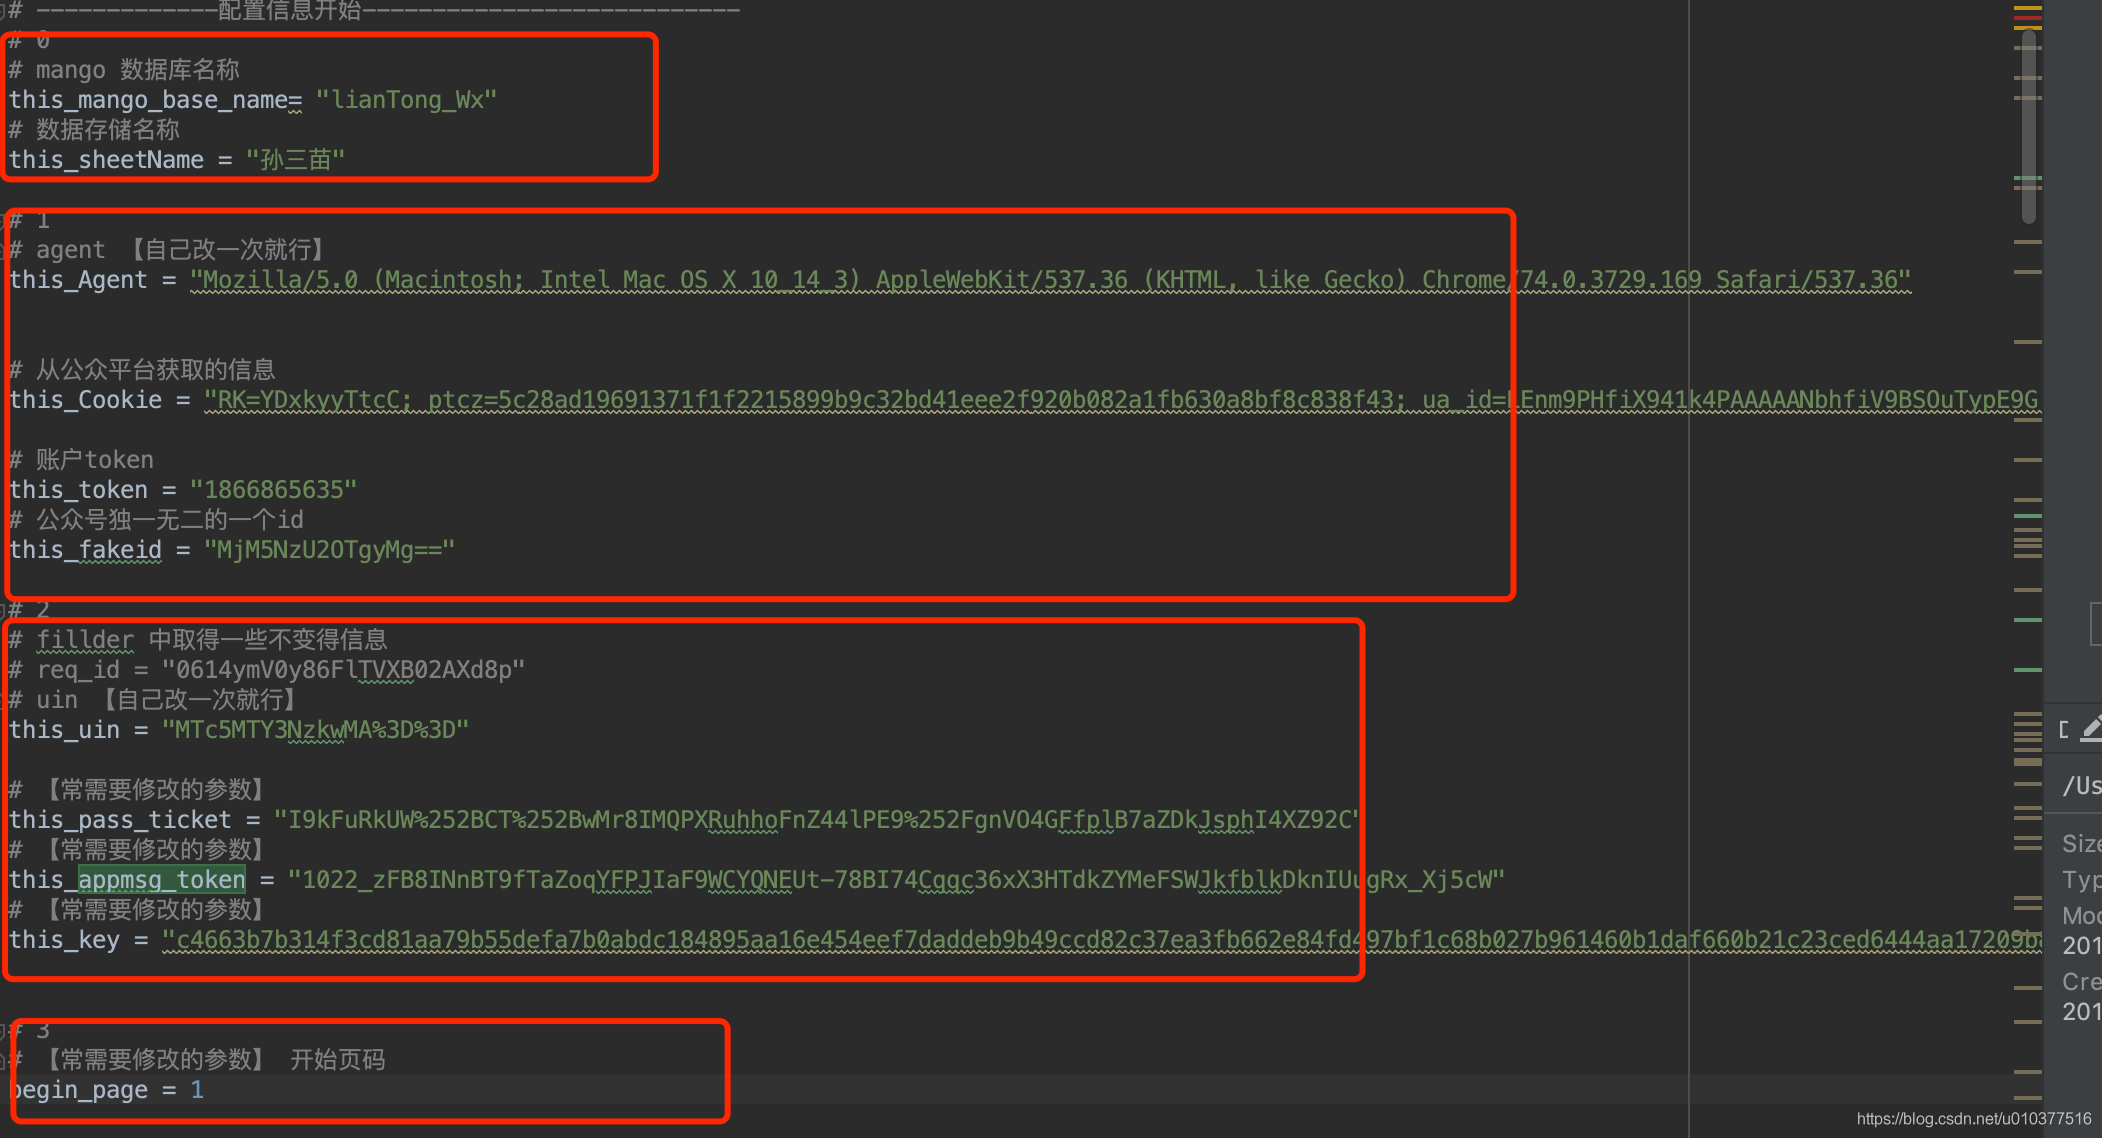 # -------------配置信息开始---------------------------
# 0
# mango 数据库名称
this_mango_base_name= "lianTong_Wx"
# 数据存储名称
this_sheetName = "孙三苗"
# 1
# agent 【自己改一次就行】
this_Agent = "Mozilla/5.0 (Macintosh; Intel Mac OS X 10_14_3) AppleWebKit/537.36 (KHTML, like Gecko) Chrome/74.0.3729.169 Safari/537.36"
# 从公众平台获取的信息
this_Cookie = "RK=YDxkyyTtcC; ptcz=5c28ad19691371f1f2215899b9c32bd41eee2f920b082a1fb630a8bf8c838f43; ua_id=LEnm9PHfiX941k4PAAAAANbhfiV9BSOuTypE9G
# 账户token
this_token = "1866865635"
# 公众号独一无二的一个id
this_fakeid = "MjM5NzU2OTgyMg=="
# 2
# fillder 中取得一些不变得信息
# req_id = "0614ymV0y86FlTVXB02AXd8p"
# uin 【自己改一次就行】
this_uin = "MTc5MTY3NzkwMA%3D%3D"
# 【常需要修改的参数】
this_pass_ticket = "I9kFuRkUW%252BCT%252BwMr8IMQPXRuhhoFnZ44lPE9%252FgnVO4GFfplB7aZDkJsphI4XZ92C"
# 【常需要修改的参数】
this_appmsg_token = "1022_zFB8INnBT9fTaZoqYFPJIaF9WCYQNEUt-78BI74Cqgc36xX3HTdkZYMeFSWJkfblkDknIUugRx_Xj5cW"
# 【常需要修改的参数】
this_key = "c4663b7b314f3cd81aa79b55defa7b0abdc184895aa16e454eef7daddeb9b49ccd82c37ea3fb662e84fd497bf1c68b027b961460b1daf660b21c23ced6444aa17209b
# 3
# 【常需要修改的参数】 开始页码
begin_page = 1
/Us
Size
Typ
Mod
201
Cre
201
https://blog.csdn.net/u010377516